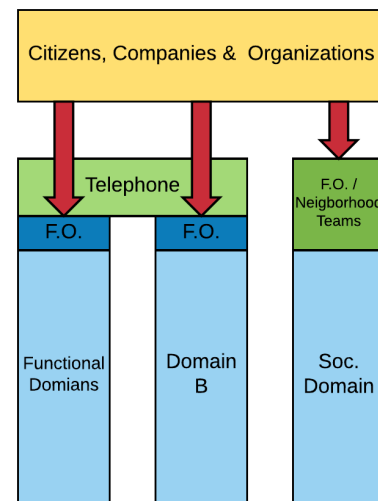 Citizens, Companies & Organizations
Telephone
F.O. /
Neigborhood
Teams
F.O.
F.O.
Functional
Domians
Domain
B
Soc.
Domain